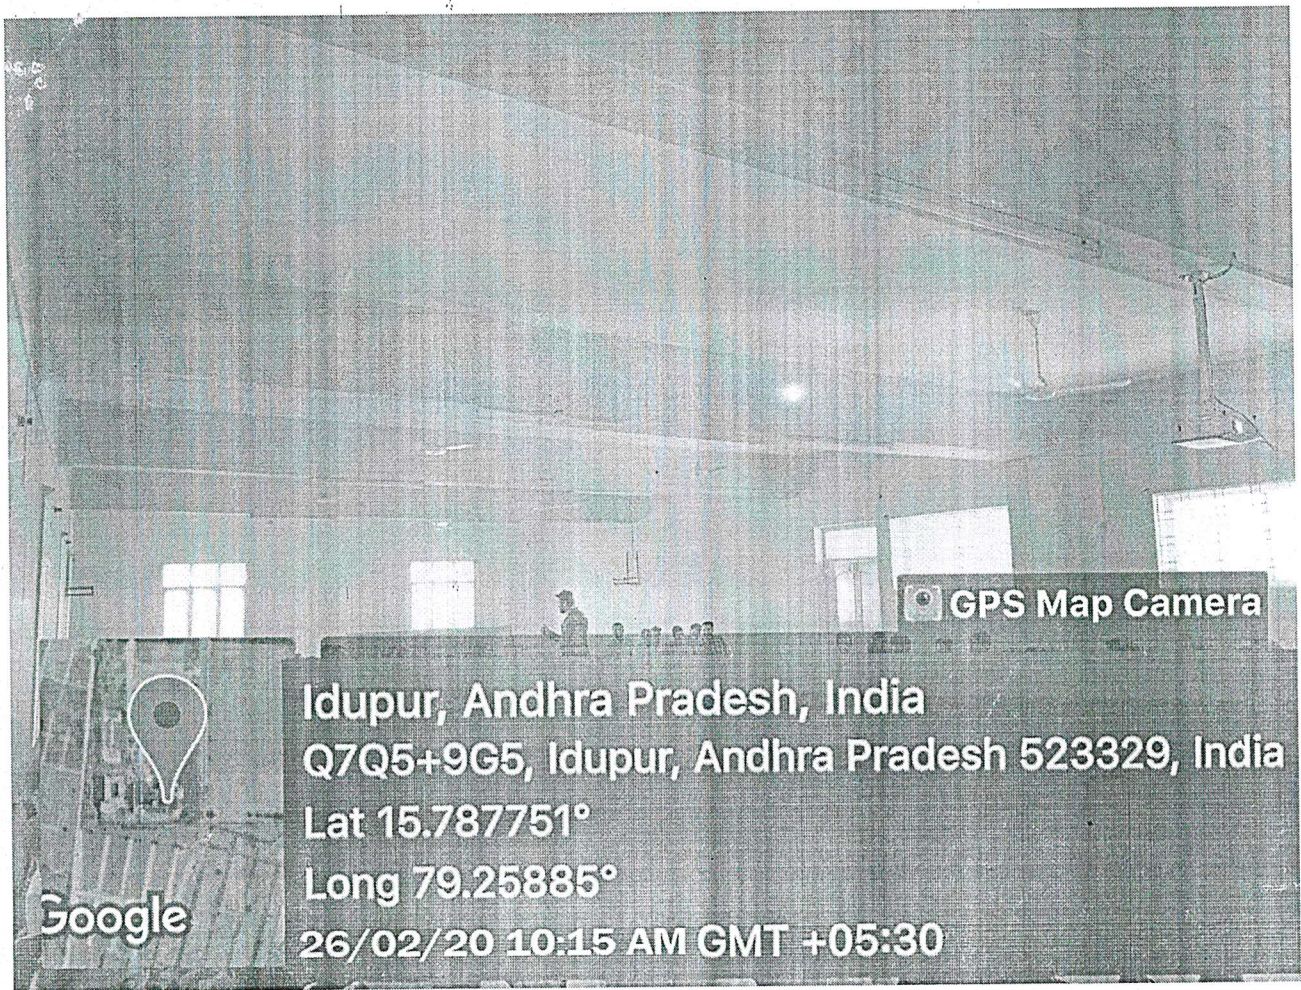 GPS Map Camera
Idupur, Andhra Pradesh, India
Q7Q5+9G5, Idupur, Andhra Pradesh 523329, India
Lat 15.787751°
Long 79.25885°
26/02/20 10:15 AM GMT +05:30
Google